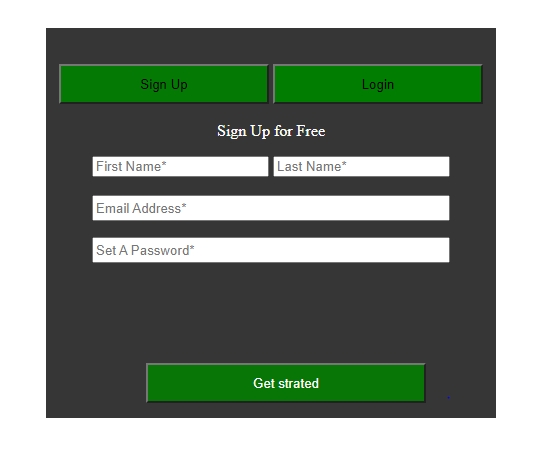 Sign Up Login
Sign Up for Free
First Name* Last Name*
Email Address*
Set A Password*
Get strated